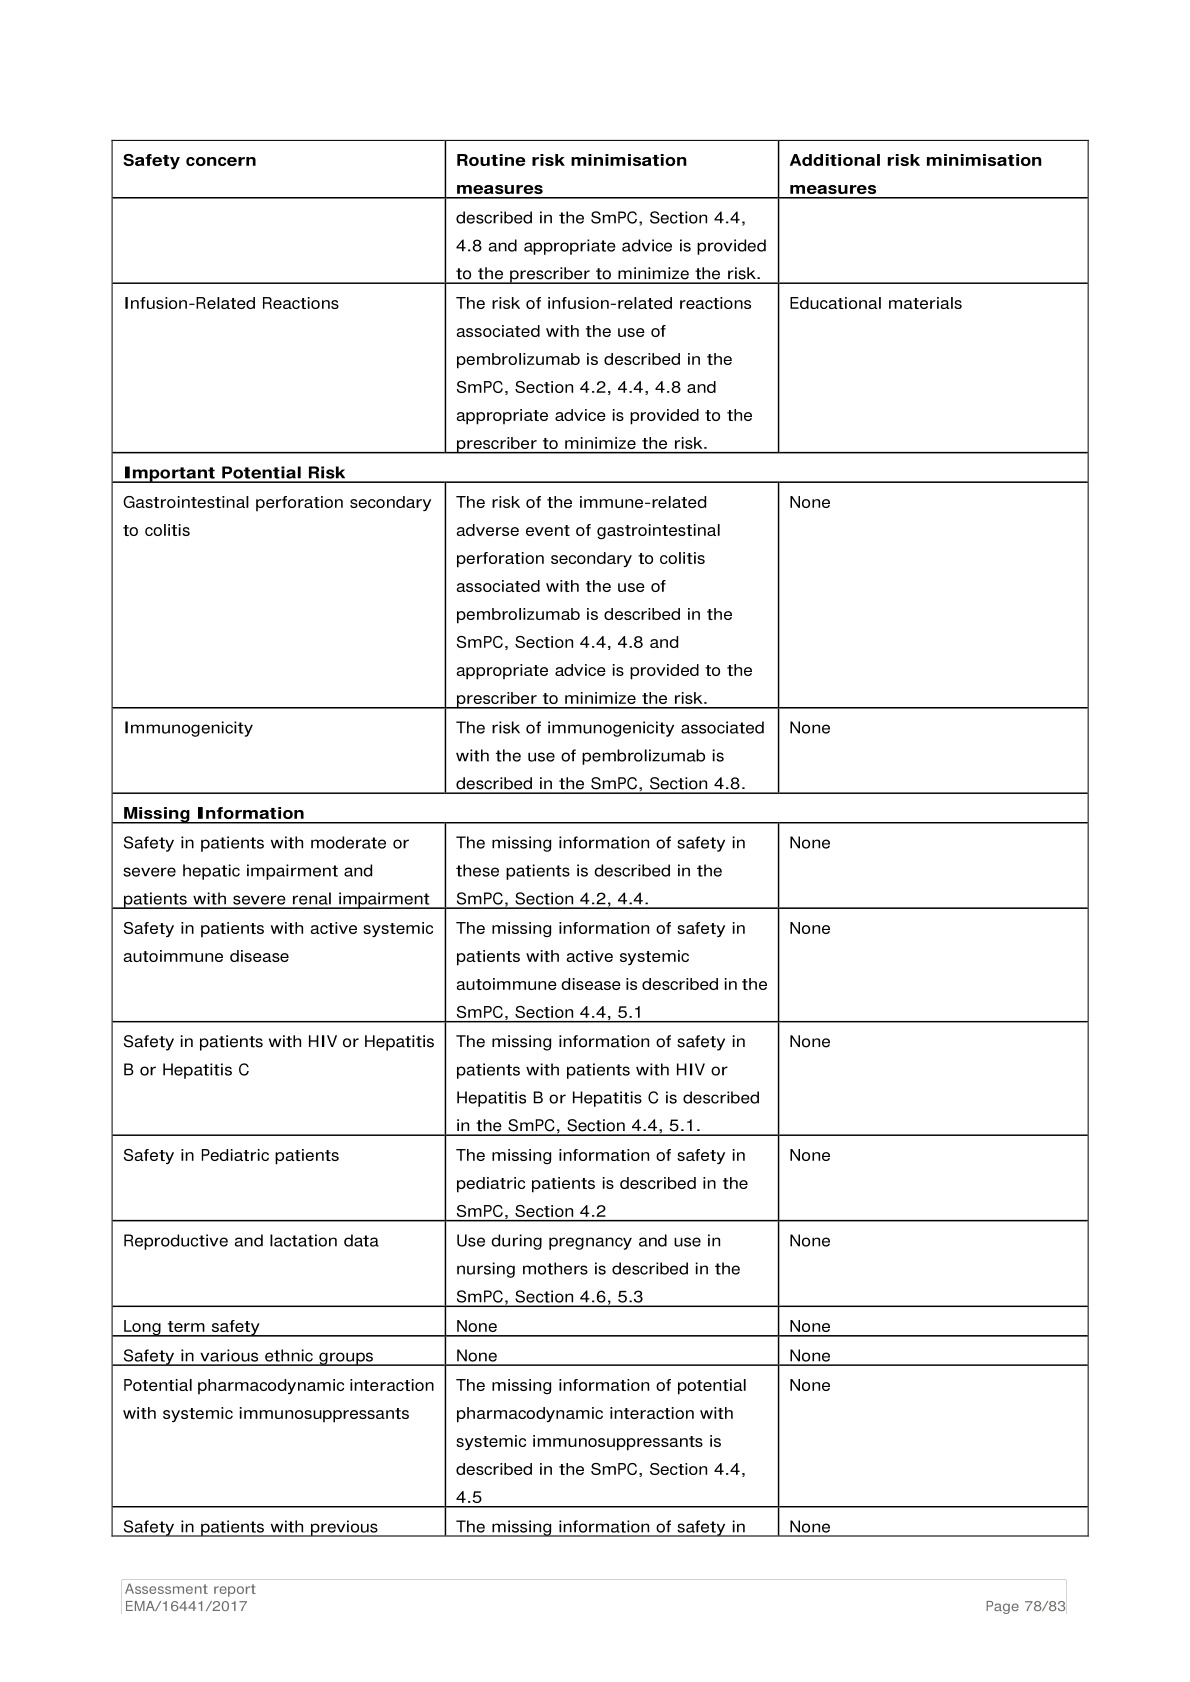 Safety concern
Routine risk minimisation
measures
Additional risk minimisation
measures
described in the SmPC, Section 4.4,
4.8 and appropriate advice is provided
to the prescriber to minimize the risk.
Infusion-Related Reactions
The risk of infusion-related reactions
associated with the use of
pembrolizumab is described in the
SmPC, Section 4.2, 4.4, 4.8 and
appropriate advice is provided to the
prescriber to minimize the risk.
Educational materials
Important Potential Risk
Gastrointestinal perforation secondary
to colitis
The risk of the immune-related
adverse event of gastrointestinal
perforation secondary to colitis
associated with the use of
pembrolizumab is described in the
SmPC, Section 4.4, 4.8 and
appropriate advice is provided to the
prescriber to minimize the risk.
None
Immunogenicity
The risk of immunogenicity associated
with the use of pembrolizumab is
described in the SmPC, Section 4.8.
None
Missing Information
Safety in patients with moderate or
severe hepatic impairment and
patients with severe renal impairment
The missing information of safety in
these patients is described in the
SmPC, Section 4.2, 4.4.
None
Safety in patients with active systemic
autoimmune disease
The missing information of safety in
patients with active systemic
autoimmune disease is described in the
SmPC, Section 4.4, 5.1
None
Safety in patients with HIV or Hepatitis
B or Hepatitis C
The missing information of safety in
patients with patients with HIV or
Hepatitis B or Hepatitis C is described
in the SmPC, Section 4.4, 5.1.
None
Safety in Pediatric patients
The missing information of safety in
pediatric patients is described in the
SmPC, Section 4.2
None
Reproductive and lactation data
Use during pregnancy and use in
nursing mothers is described in the
SmPC, Section 4.6, 5.3
None
Long term safety
None
None
Safety in various ethnic groups
None
None
Potential pharmacodynamic interaction
with systemic immunosuppressants
The missing information of potential
pharmacodynamic interaction with
systemic immunosuppressants is
described in the SmPC, Section 4.4,
4.5
None
Safety in patients with previous
The missing information of safety in
None
Assessment report
EMA/16441/2017
Page 78/83